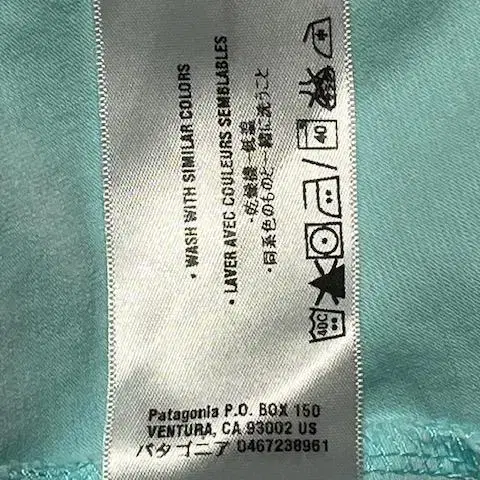 • WASH WITH SIMILAR COLORS
• LAVER AVEC COULEURS SEMBLABLES
・乾燥機－低温
・同系色のものと一緒に洗うこと
40C
40
Patagonia P.O. BOX 150
VENTURA, CA 93002 US
パタゴニア 0467238961